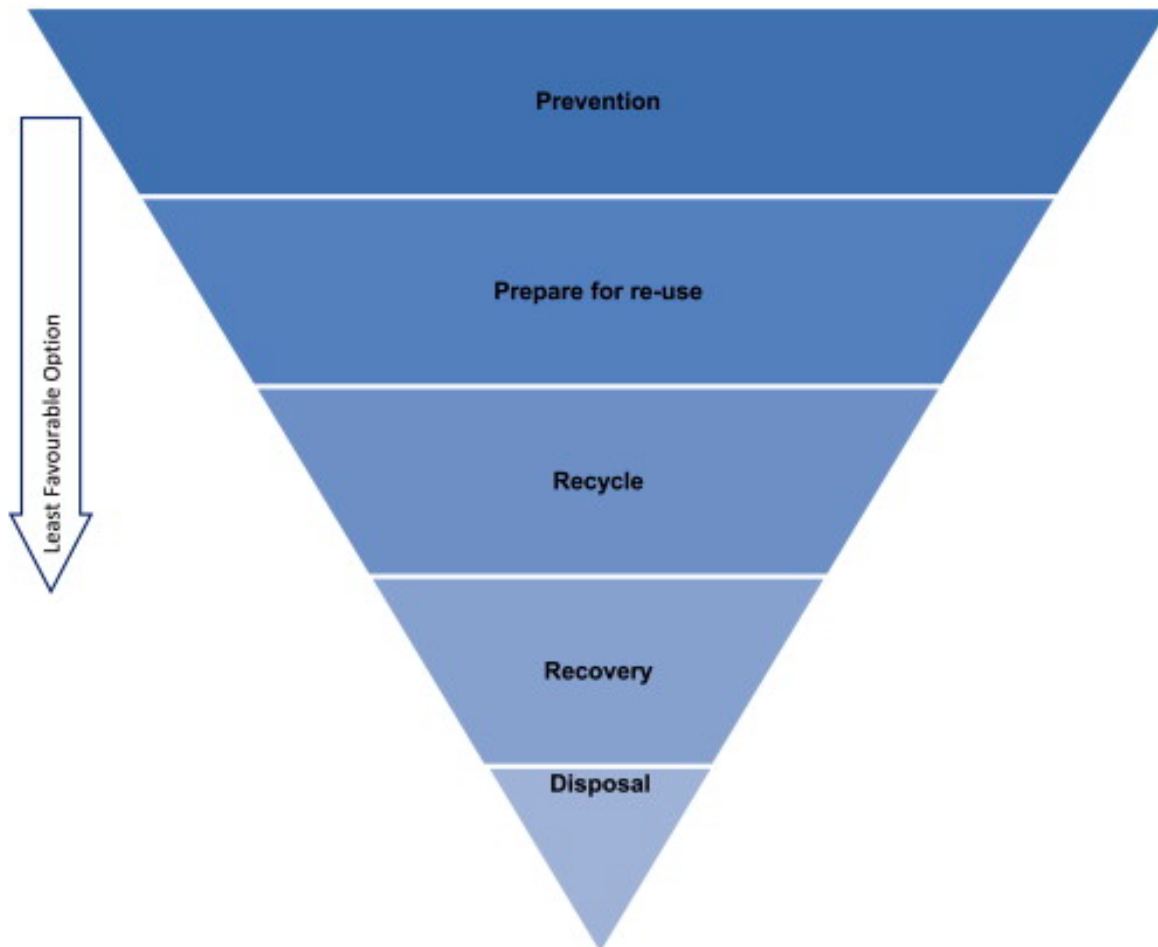 Prevention
Prepare for re-use
Least Favourable Option
Recycle
Recovery
Disposal